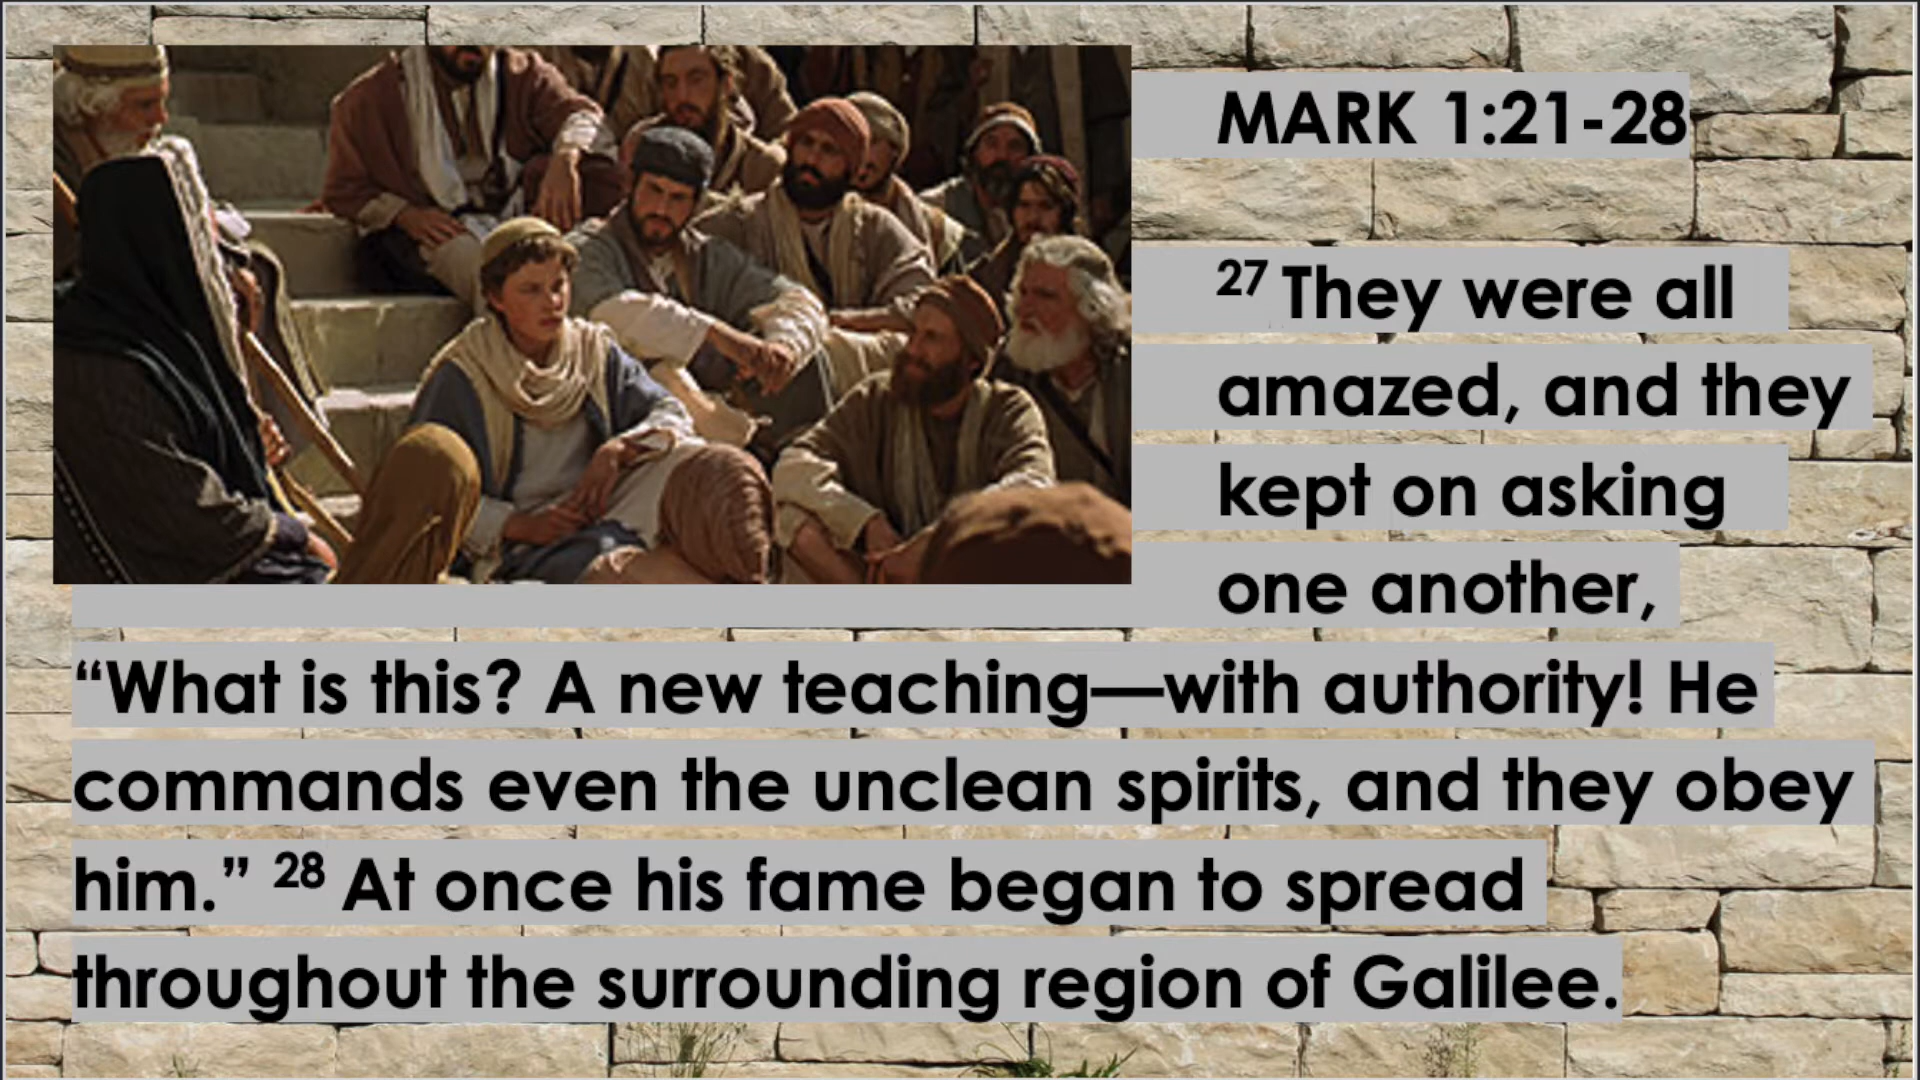 MARK 1:21-28
27 They were all
amazed, and they
kept on asking
one another,
“What is this? A new teaching—with authority! He
commands even the unclean spirits, and they obey
him.” 28 At once his fame began to spread
throughout the surrounding region of Galilee.